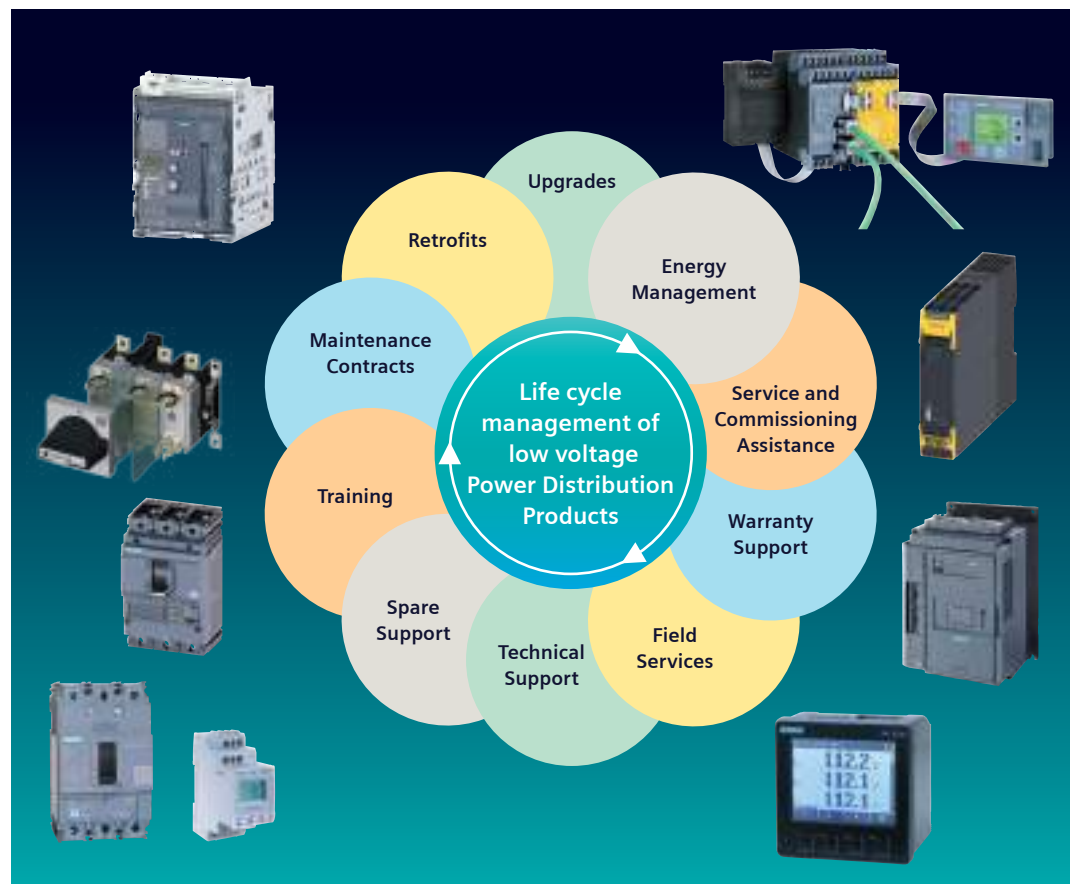 Upgrades
Energy
Management
Service and
Commissioning
Assistance
Warranty
Support
Field
Services
Technical
Support
Spare
Support
Training
Maintenance
Contracts
Retrofits
Life cycle
management of
low voltage
Power Distribution
Products
112.2
112.1
112.1